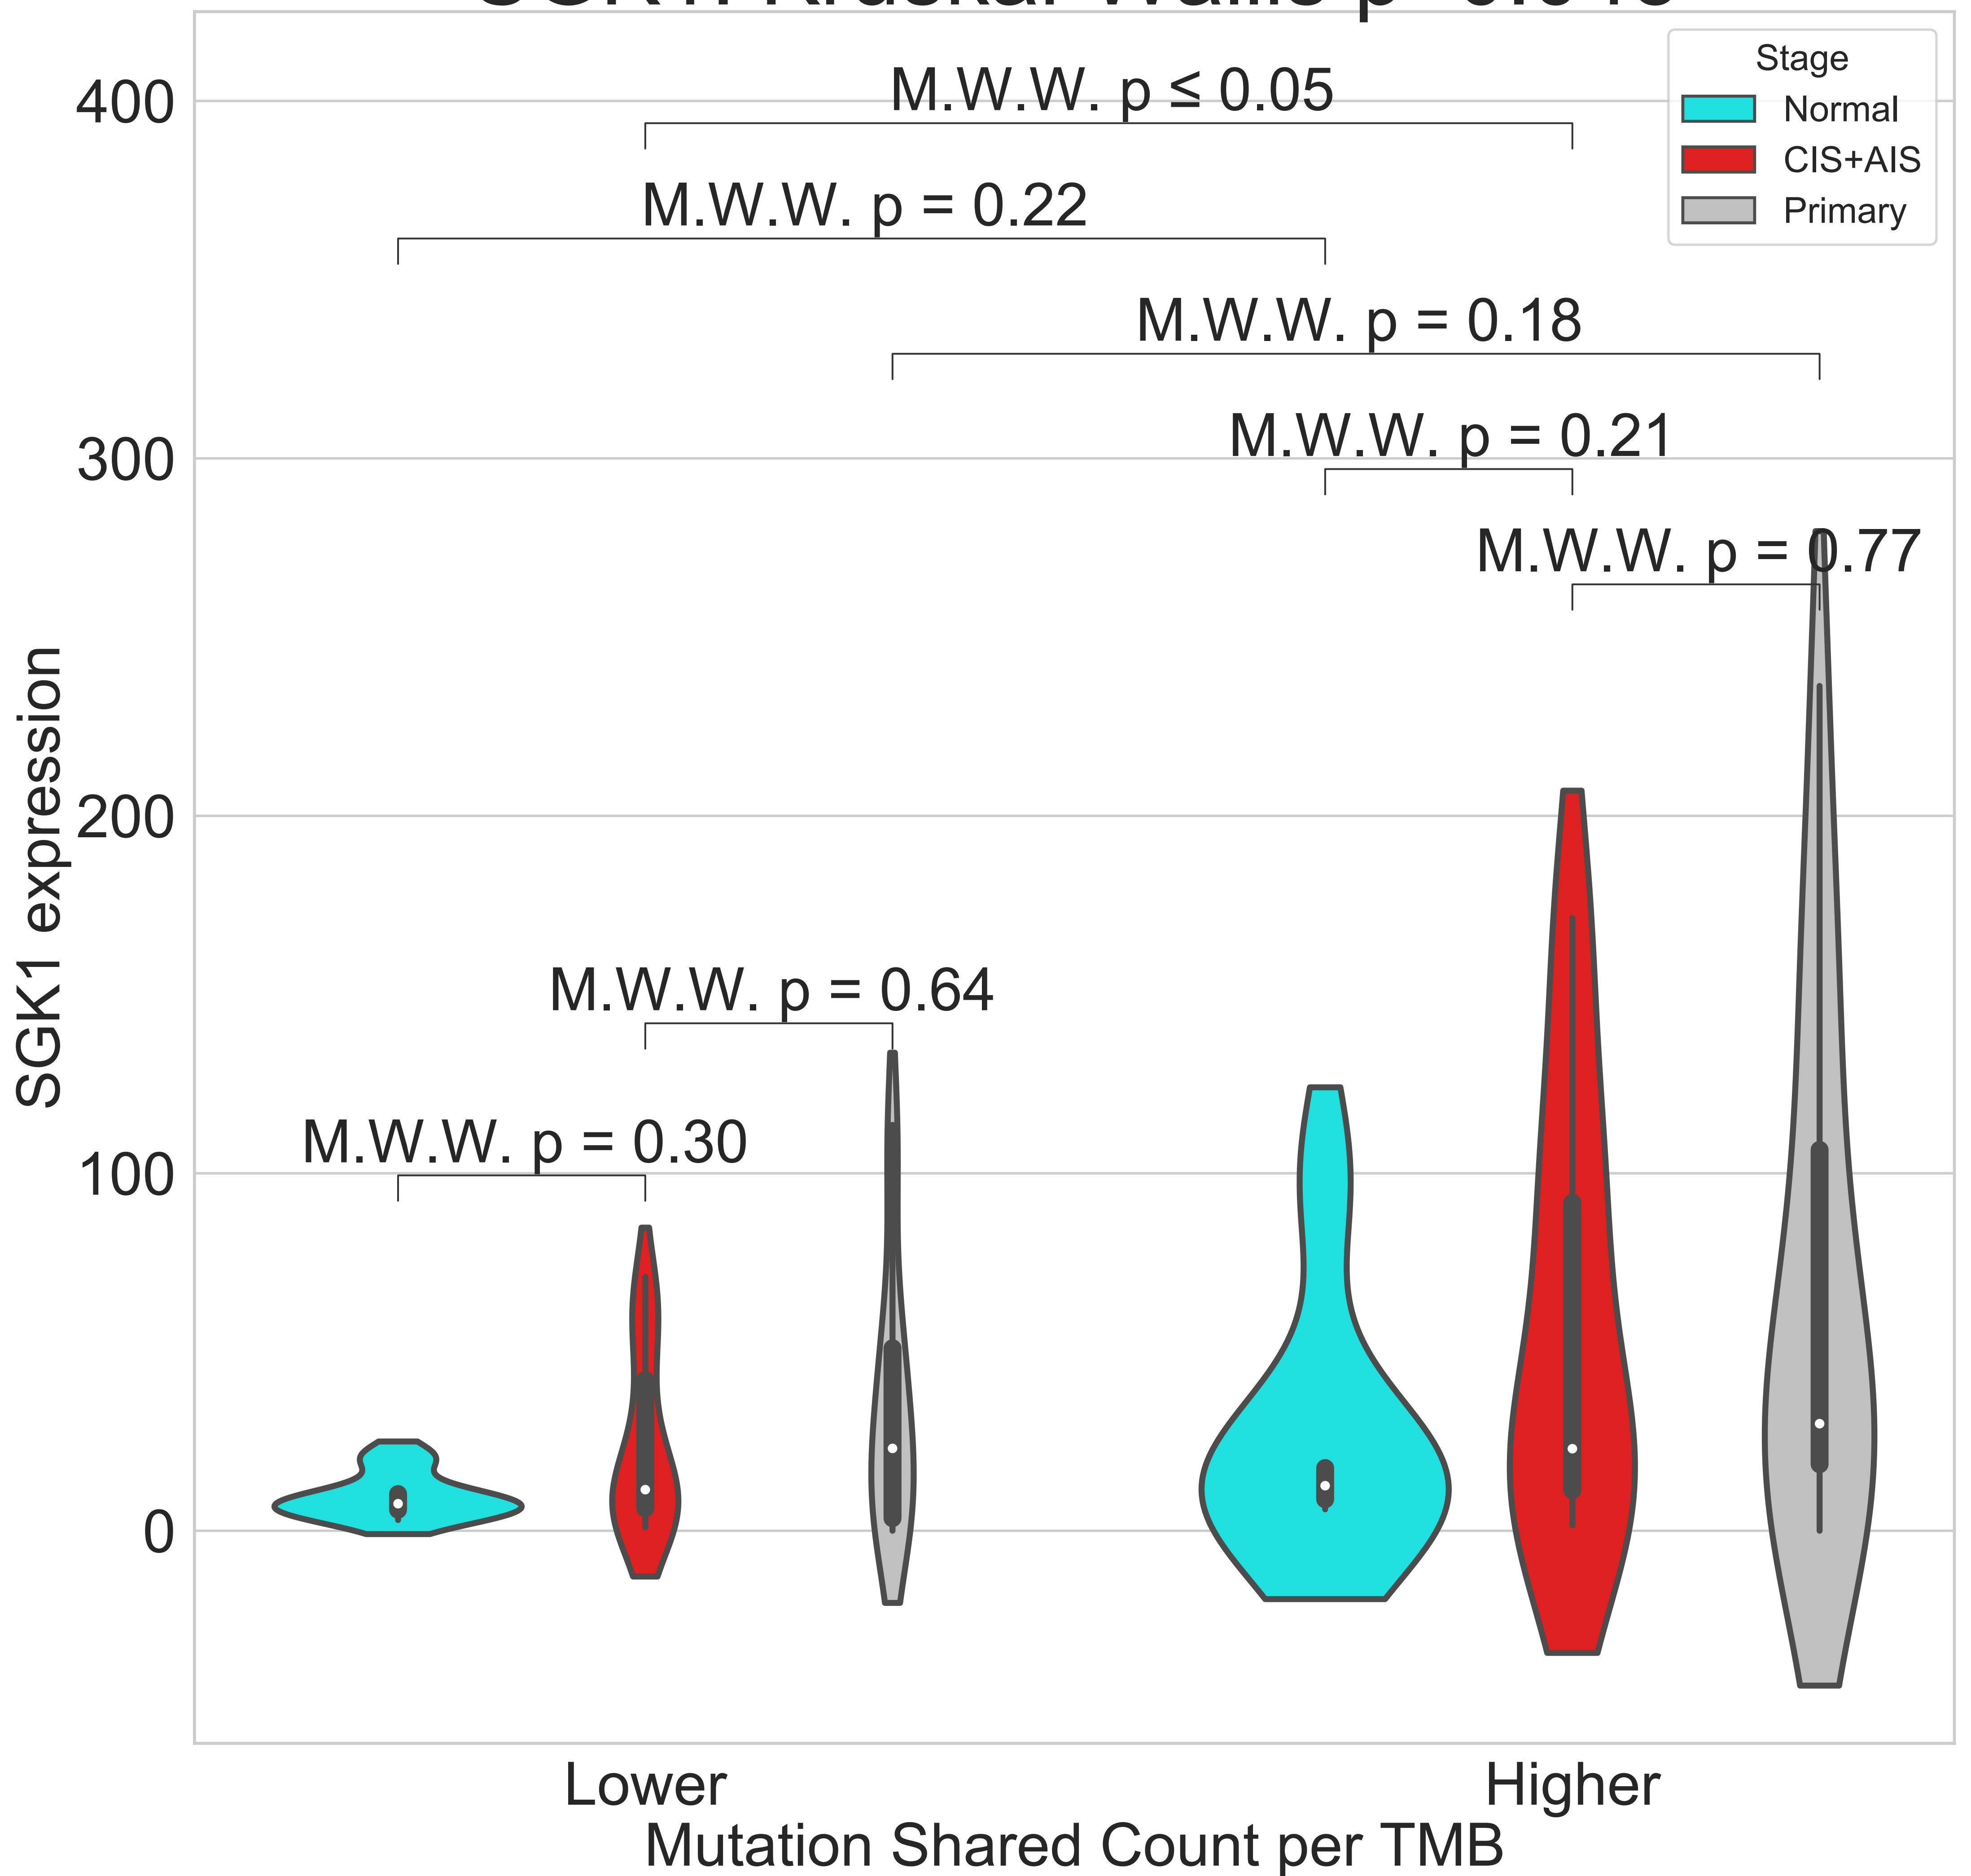 Stage
Normal
CIS+AIS
Primary
M.W.W. p ≤ 0.05
M.W.W. p = 0.22
M.W.W. p = 0.18
M.W.W. p = 0.21
M.W.W. p = 0.77
M.W.W. p = 0.64
M.W.W. p = 0.30
400
300
200
100
0
SGK1 expression
Lower
Higher
Mutation Shared Count per TMB